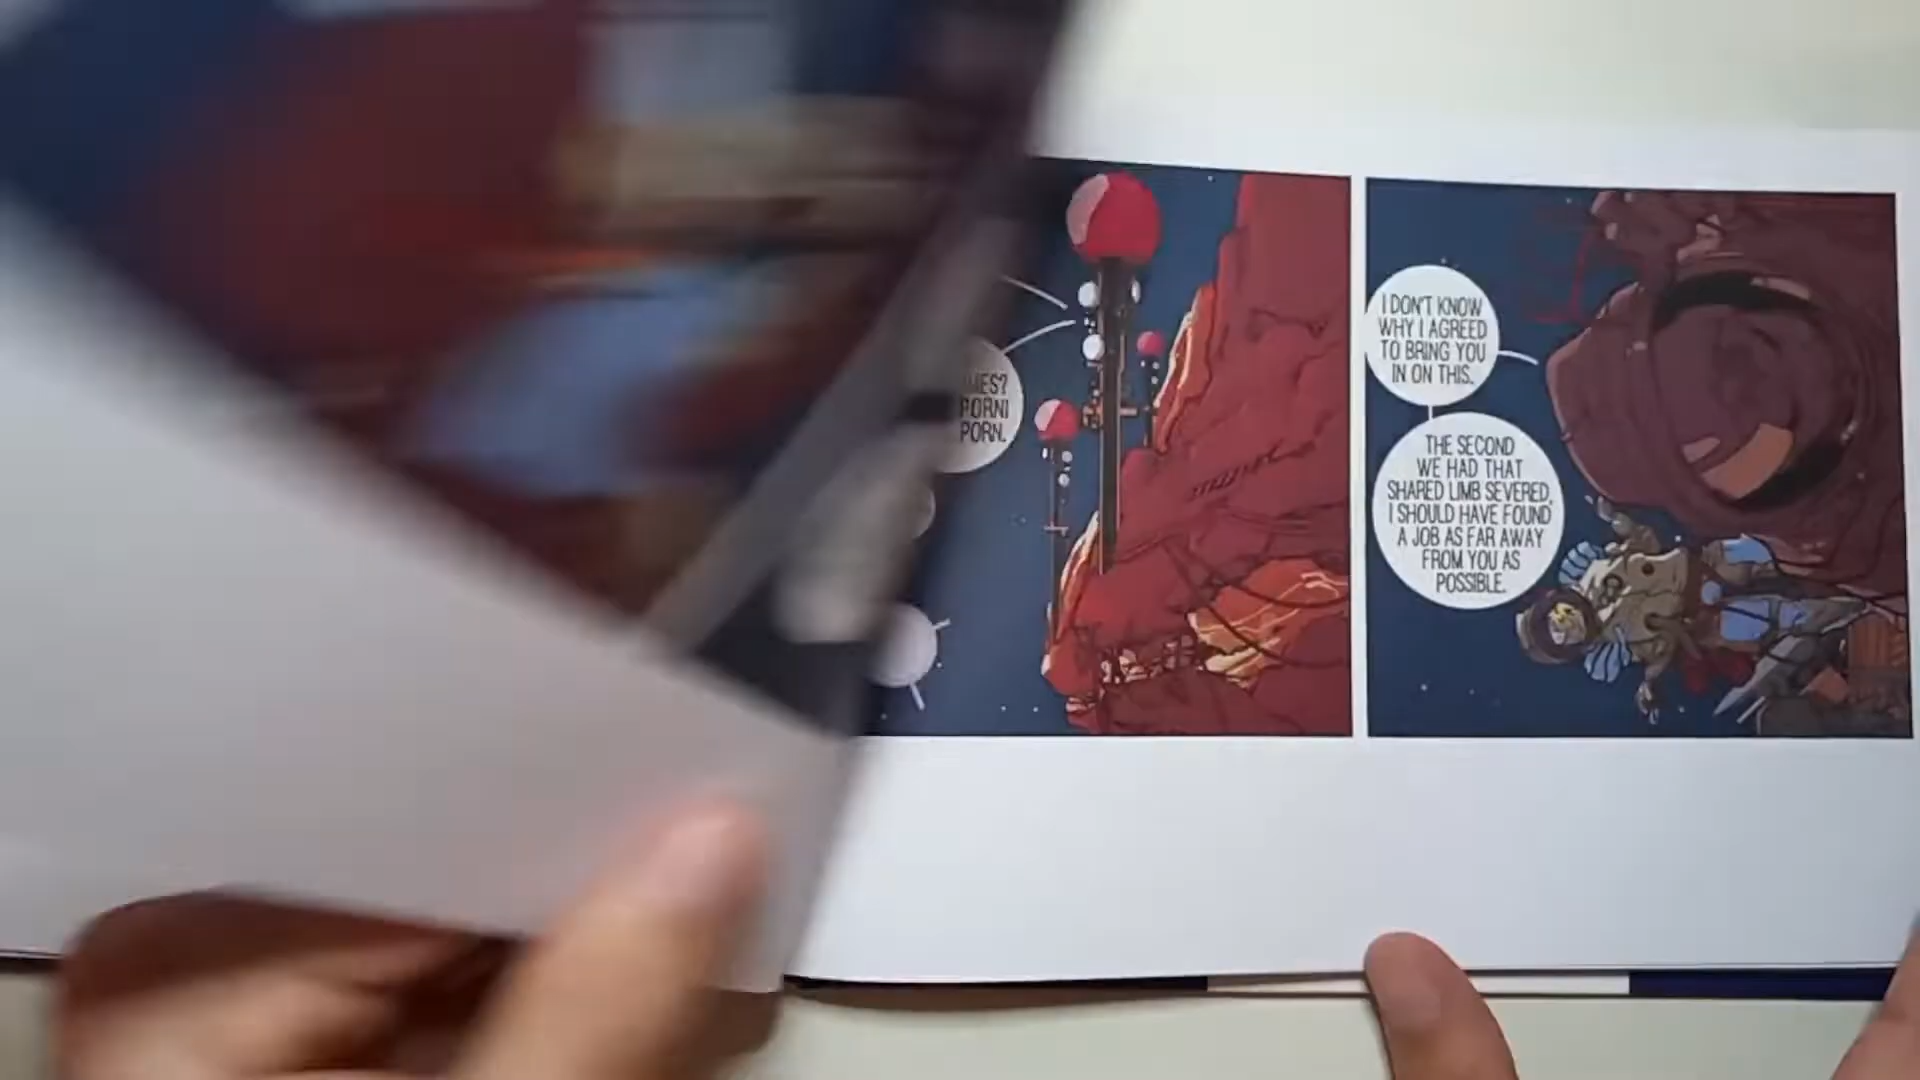 PORN!
PORN.
I DON'T KNOW
WHY I AGREED
TO BRING YOU
IN ON THIS.
THE SECOND
WE HAD THAT
SHARED LIMB SEVERED,
I SHOULD HAVE FOUND
A JOB AS FAR AWAY
FROM YOU AS
POSSIBLE.